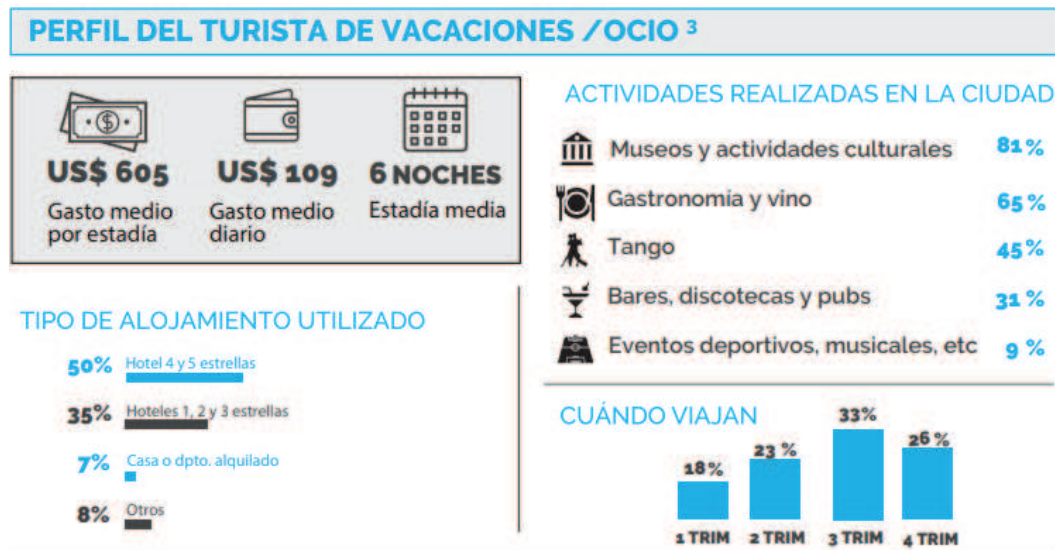 PERFIL DEL TURISTA DE VACACIONES /OCIO ³
US$ 605
Gasto medio
por estadía
US$ 109
Gasto medio
diario
6 NOCHES
Estadía media
TIPO DE ALOJAMIENTO UTILIZADO
50% Hotel 4 y 5 estrellas
35% Hoteles 1, 2 y 3 estrellas
7% Casa o dpto. alquilado
8% Otros
ACTIVIDADES REALIZADAS EN LA CIUDAD
Museos y actividades culturales 81%
Gastronomía y vino 65%
Tango 45%
Bares, discotecas y pubs 31%
Eventos deportivos, musicales, etc 9 %
CUÁNDO VIAJAN
18% 23 % 33% 26 %
1 TRIM 2 TRIM 3 TRIM 4 TRIM